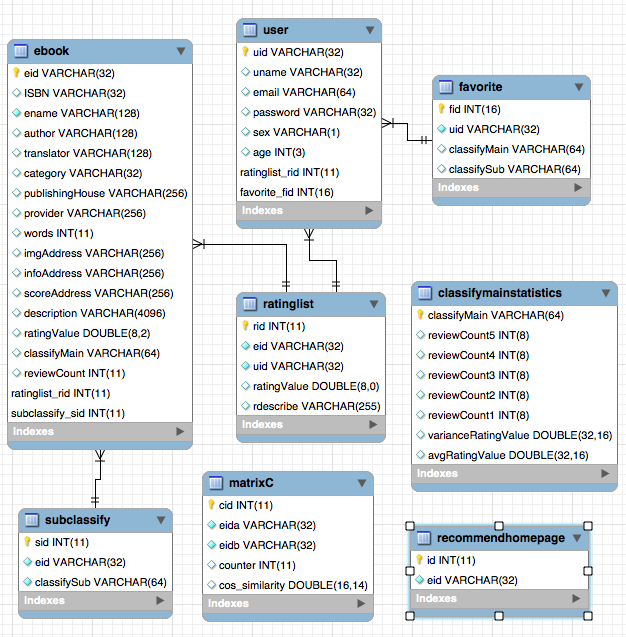 ebook
eid VARCHAR(32)
ISBN VARCHAR(32)
ename VARCHAR(128)
author VARCHAR(128)
translator VARCHAR(128)
category VARCHAR(32)
publishingHouse VARCHAR(256)
provider VARCHAR(256)
words INT(11)
imgAddress VARCHAR(256)
infoAddress VARCHAR(256)
scoreAddress VARCHAR(256)
description VARCHAR(4096)
ratingValue DOUBLE(8,2)
classifyMain VARCHAR(64)
reviewCount INT(11)
ratinglist_rid INT(11)
subclassify_sid INT(11)
Indexes
user
uid VARCHAR(32)
uname VARCHAR(32)
email VARCHAR(64)
password VARCHAR(32)
sex VARCHAR(1)
age INT(3)
ratinglist_rid INT(11)
favorite_fid INT(16)
Indexes
favorite
fid INT(16)
uid VARCHAR(32)
classifyMain VARCHAR(64)
classifySub VARCHAR(64)
Indexes
ratinglist
rid INT(11)
eid VARCHAR(32)
uid VARCHAR(32)
ratingValue DOUBLE(8,0)
rdescribe VARCHAR(255)
Indexes
classifymainstatistics
classifyMain VARCHAR(64)
reviewCount5 INT(8)
reviewCount4 INT(8)
reviewCount3 INT(8)
reviewCount2 INT(8)
reviewCount1 INT(8)
varianceRatingValue DOUBLE(32,16)
avgRatingValue DOUBLE(32,16)
Indexes
subclassify
sid INT(11)
eid VARCHAR(32)
classifySub VARCHAR(64)
Indexes
matrixC
cid INT(11)
eida VARCHAR(32)
eidb VARCHAR(32)
counter INT(11)
cos_similarity DOUBLE(16,14)
Indexes
recommendhomepage
id INT(11)
eid VARCHAR(32)
Indexes